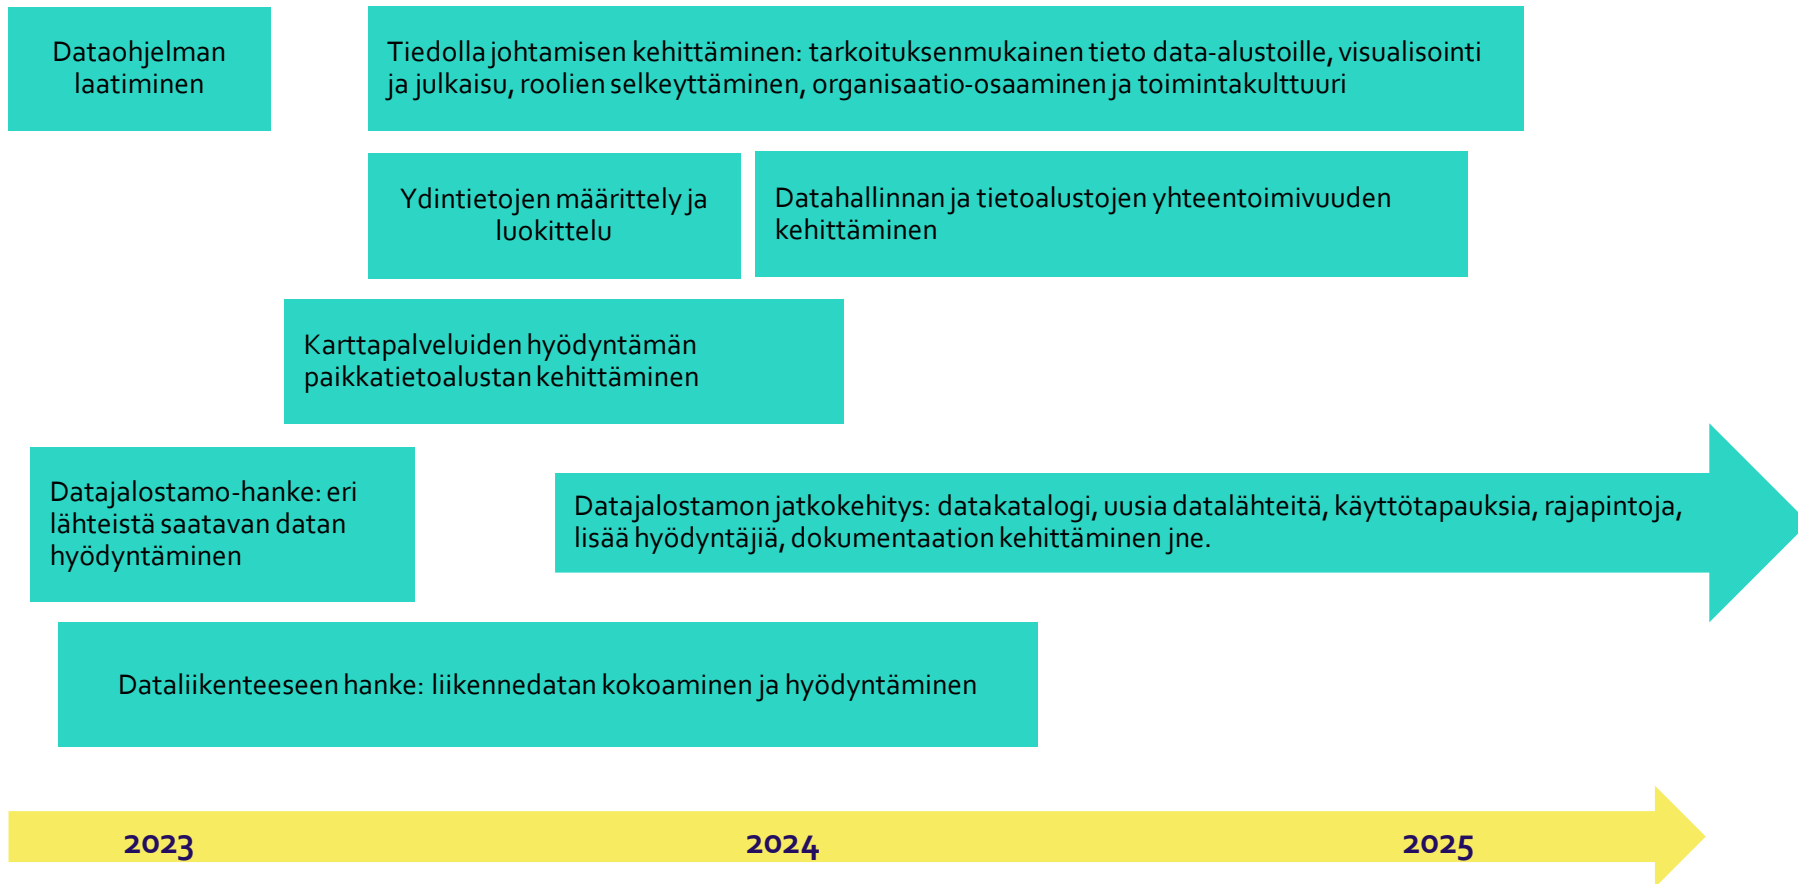 Dataohjelman
laatiminen
Tiedolla johtamisen kehittäminen: tarkoituksenmukainen tieto data-alustoille, visualisointi
ja julkaisu, roolien selkeyttäminen, organisaatio-osaaminen ja toimintakulttuuri
Ydintietojen määrittely ja
luokittelu
Datahallinnan ja tietoalustojen yhteentoimivuuden
kehittäminen
Karttapalveluiden hyödyntämän
paikkatietoalustan kehittäminen
Datajalostamo-hanke: eri
lähteistä saatavan datan
hyödyntäminen
Datajalostamon jatkokehitys: datakatalogi, uusia datalähteitä, käyttötapauksia, rajapintoja,
lisää hyödyntäjiä, dokumentaation kehittäminen jne.
Dataliikenteeseen hanke: liikennedatan kokoaminen ja hyödyntäminen
2023
2024
2025